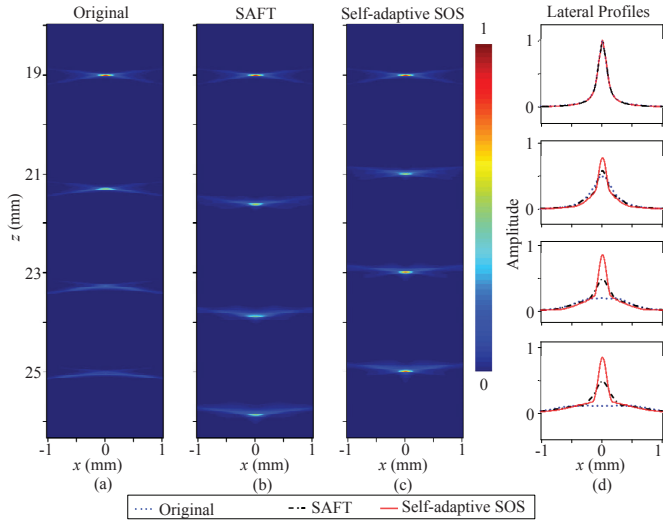 Original
SAFT
Self-adaptive SOS
Lateral Profiles
19
21
23
25
z (mm)
1
0
1
0
1
0
1
0
1
0
Amplitude
-1 0 1
-1 0 1
-1 0 1
-1 0 1
x (mm)
x (mm)
x (mm)
x (mm)
(a)
(b)
(c)
(d)
Original
SAFT
Self-adaptive SOS